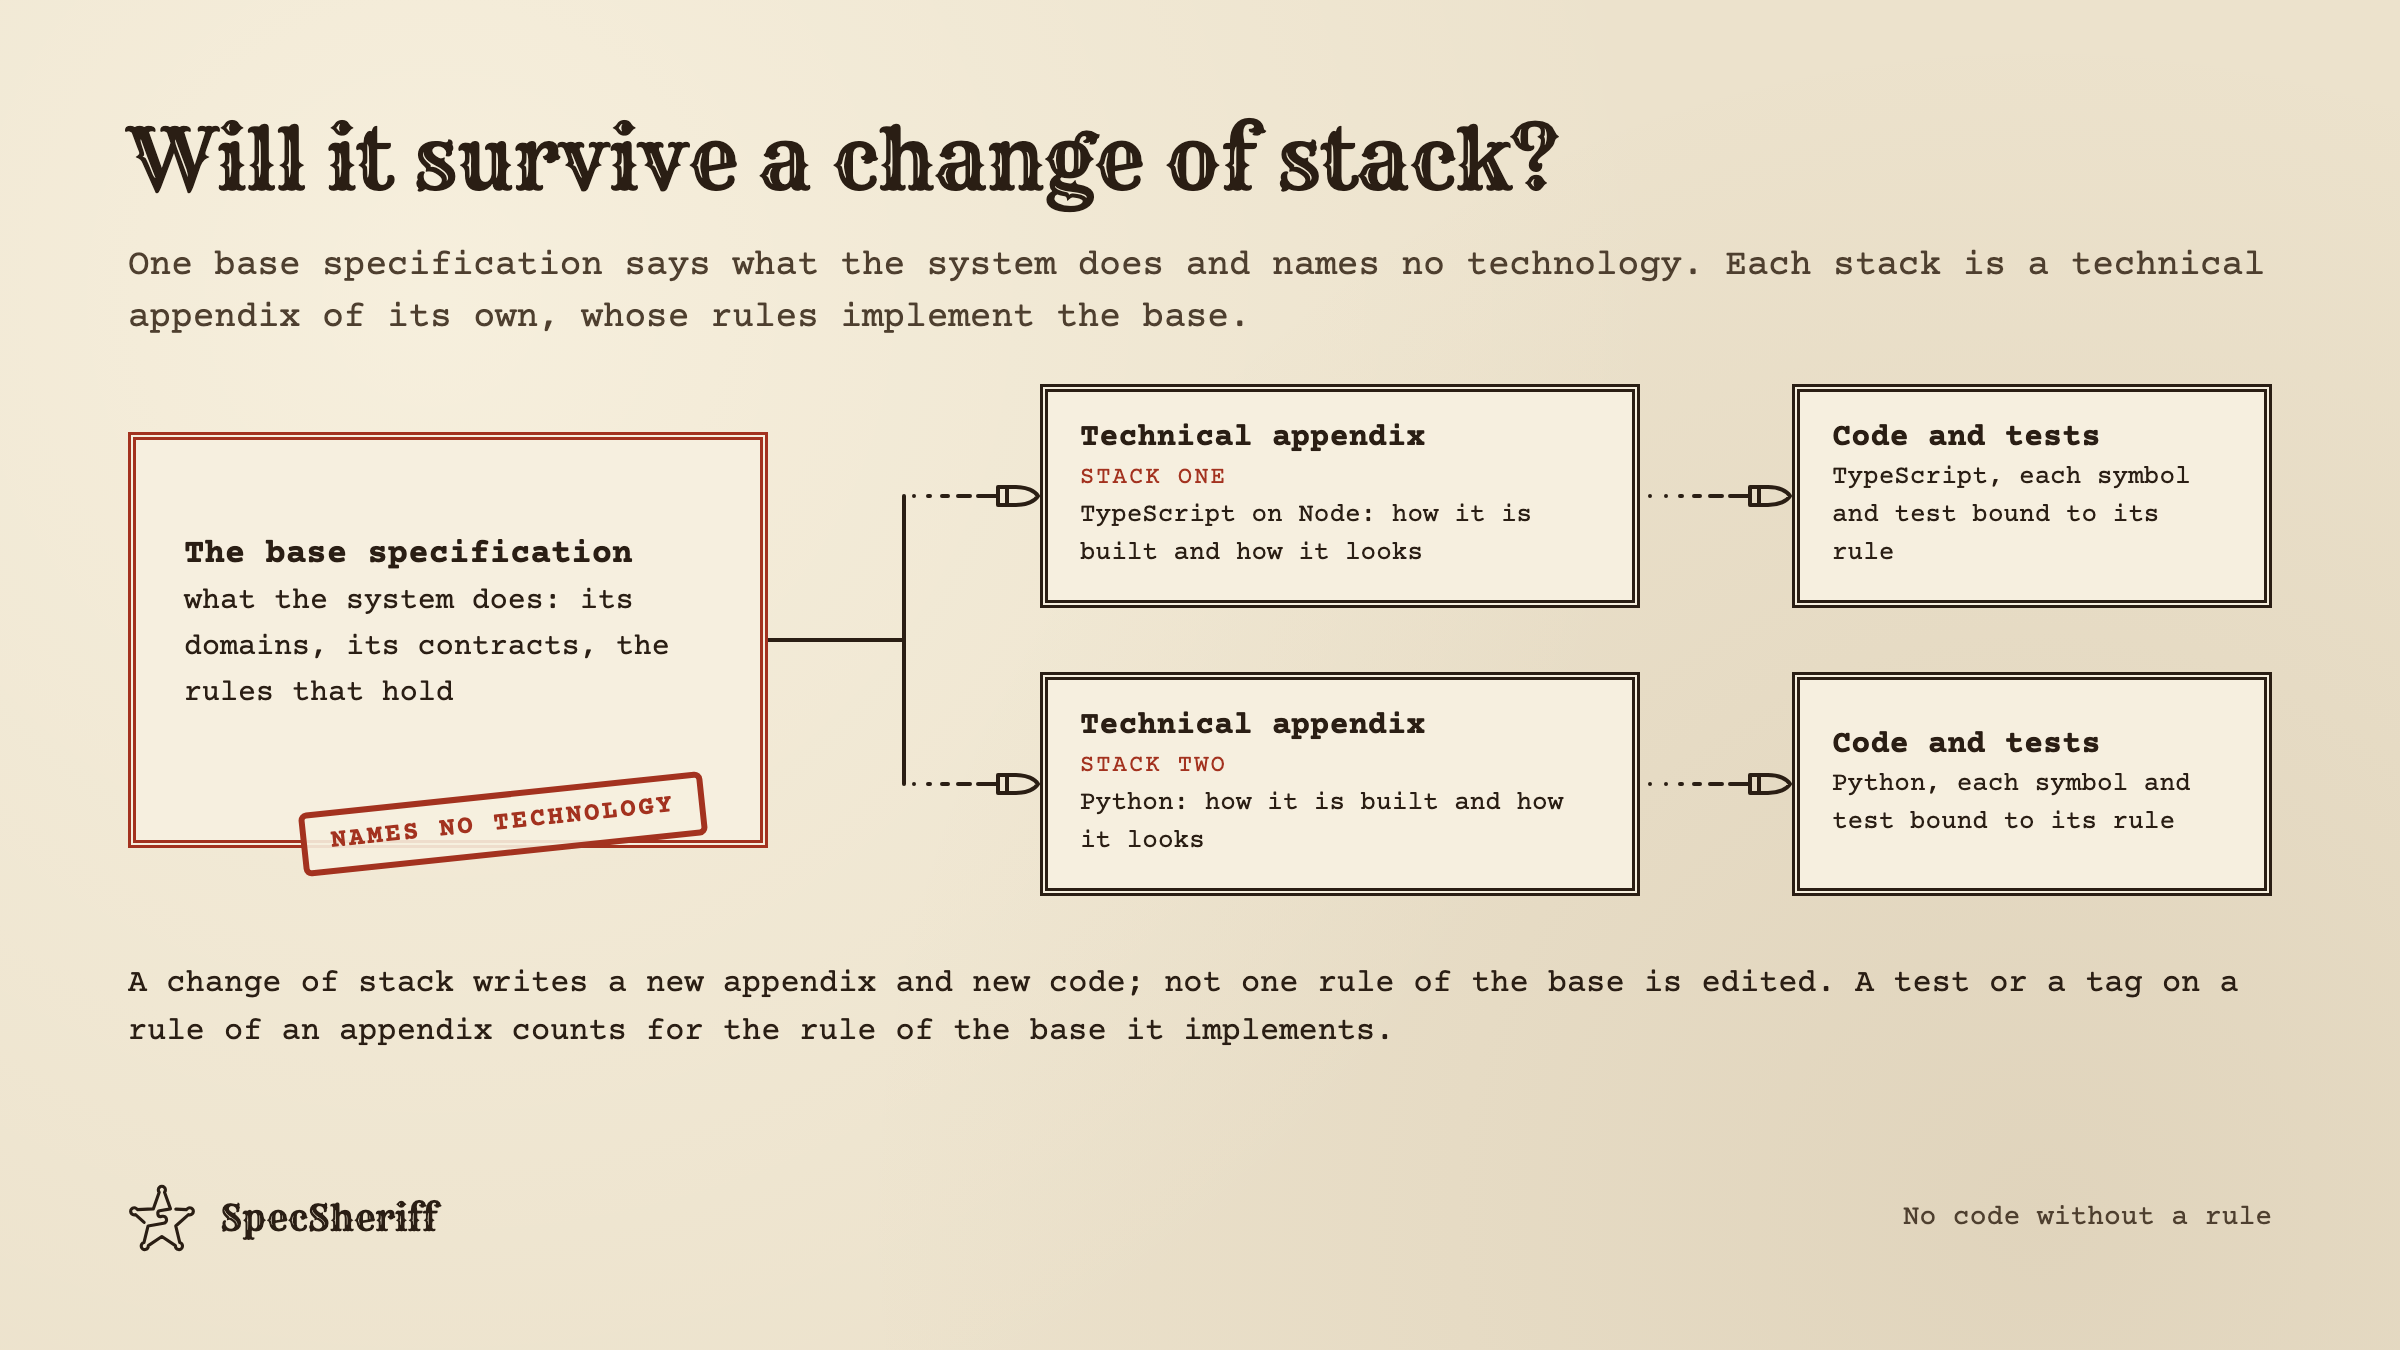 Will it survive a change of stack?
One base specification says what the system does and names no technology. Each stack is a technical
appendix of its own, whose rules implement the base.
The base specification
what the system does: its
domains, its contracts, the
rules that hold
NAMES NO TECHNOLOGY
Technical appendix
STACK ONE
TypeScript on Node: how it is
built and how it looks
Code and tests
TypeScript, each symbol
and test bound to its
rule
Technical appendix
STACK TWO
Python: how it is built and how
it looks
Code and tests
Python, each symbol and
test bound to its rule
A change of stack writes a new appendix and new code; not one rule of the base is edited. A test or a tag on a
rule of an appendix counts for the rule of the base it implements.
SpecSheriff
No code without a rule